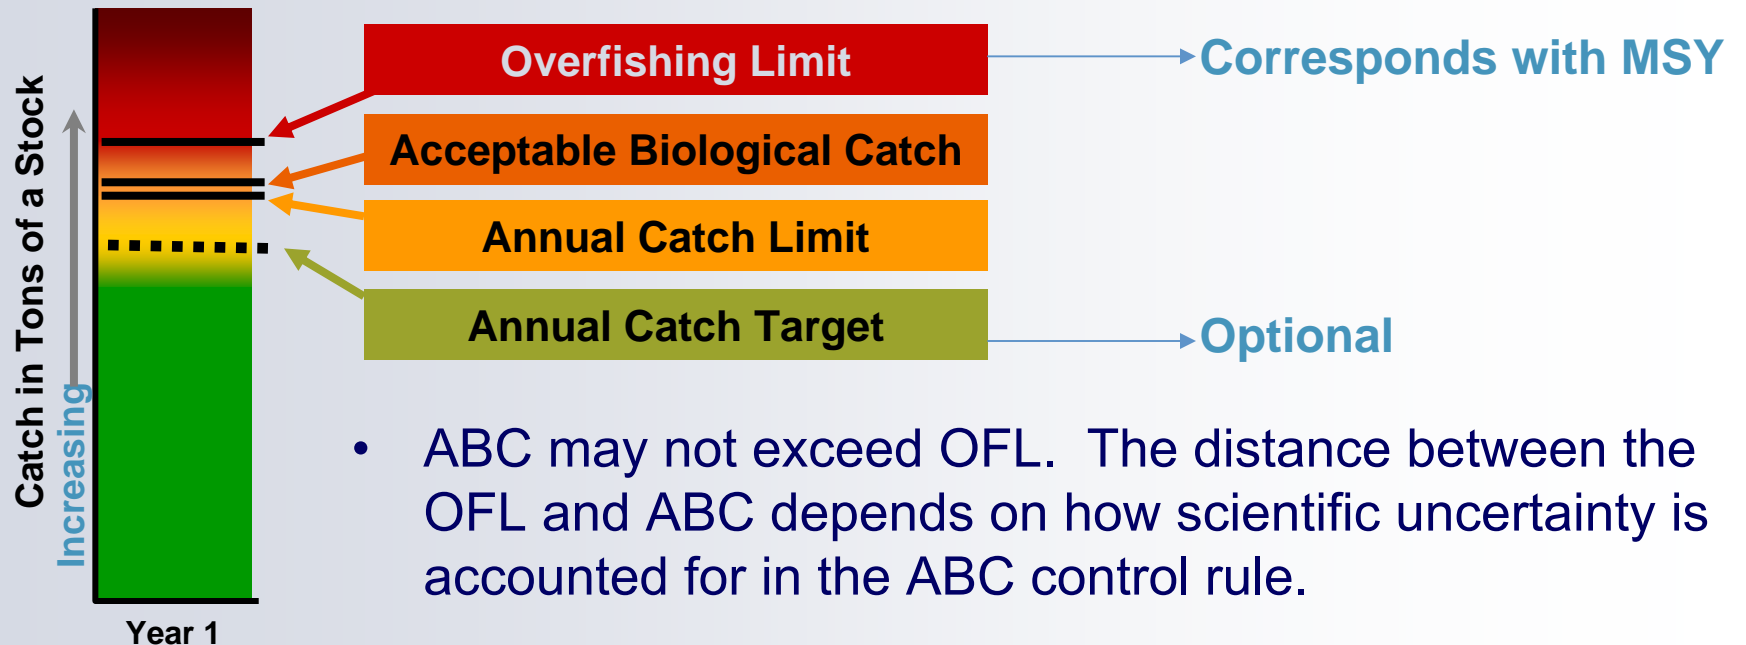 Catch in Tons of a Stock
Increasing
Year 1
Overfishing Limit
Corresponds with MSY
Acceptable Biological Catch
Annual Catch Limit
Annual Catch Target
Optional
• ABC may not exceed OFL. The distance between the
OFL and ABC depends on how scientific uncertainty is
accounted for in the ABC control rule.